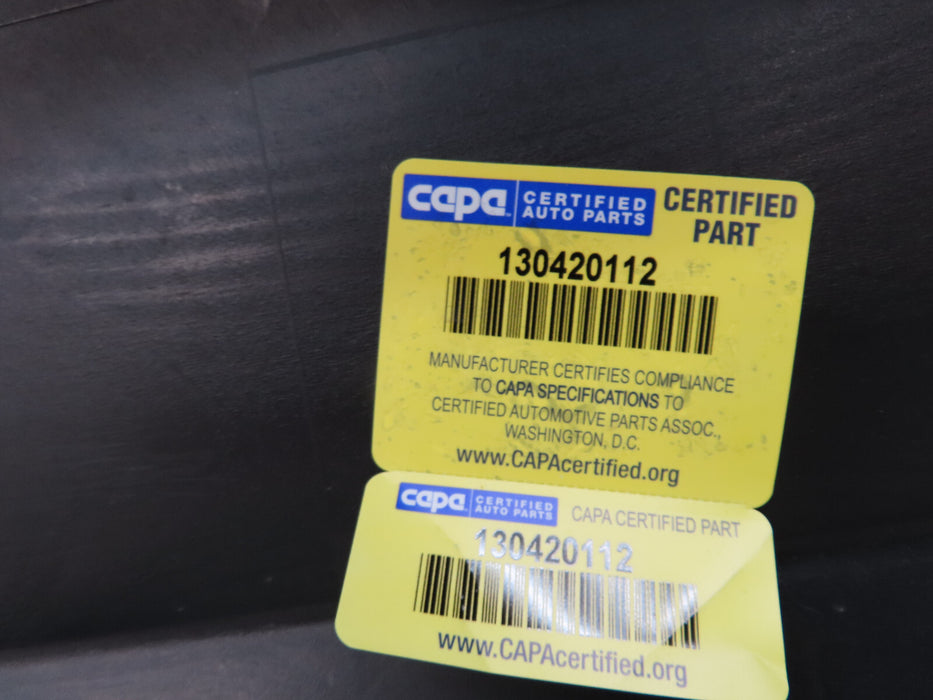 capa™ CERTIFIED AUTO PARTS
CERTIFIED PART
130420112
MANUFACTURER CERTIFIES COMPLIANCE
TO CAPA SPECIFICATIONS TO
CERTIFIED AUTOMOTIVE PARTS ASSOC.,
WASHINGTON, D.C.
www.CAPAcertified.org
capa CERTIFIED AUTO PARTS
CAPA CERTIFIED PART
130420112
www.CAPAcertified.org